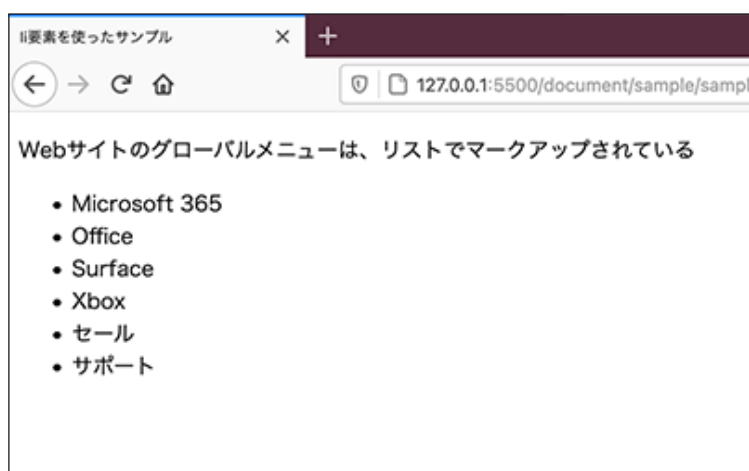 li要素を使ったサンプル
127.0.0.1:5500/document/sample/sampl
Webサイトのグローバルメニューは、リストでマークアップされている
• Microsoft 365
• Office
• Surface
• Xbox
• セール
• サポート